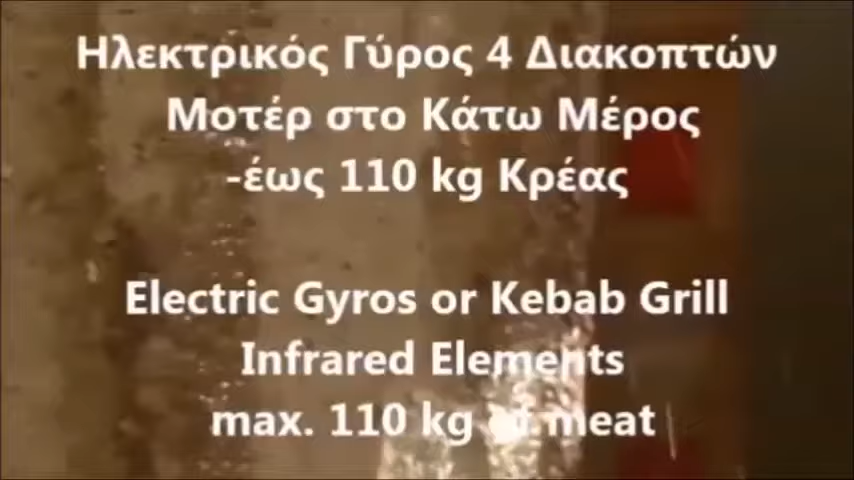 Ηλεκτρικός Γύρος 4 Διακοπτών
Μοτέρ στο Κάτω Μέρος
-έως 110 kg Κρέας
Electric Gyros or Kebab Grill
Infrared Elements
max. 110 kg of meat